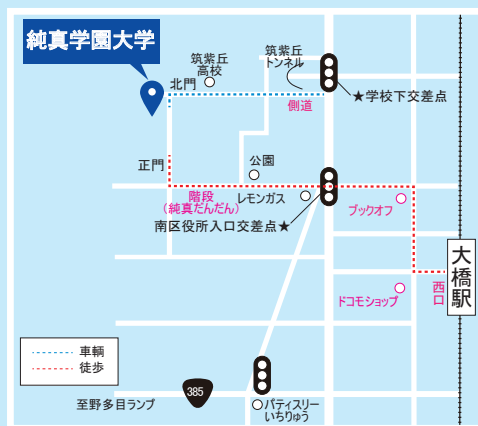 純真学園大学
筑紫丘
高校
筑紫丘
トンネル
北門
★学校下交差点
側道
正門
公園
階段
(純真だんだん)
レモンガス
ブックオフ
南区役所入口交差点★
大橋駅
西口
ドコモショップ
車輌
徒歩
385
至野多目ランプ
パティスリー
いちりゅう